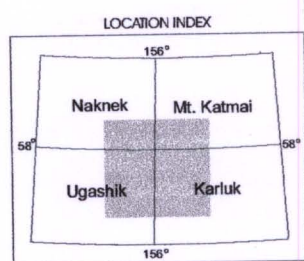 LOCATION INDEX
156°
Naknek Mt. Katmai
58° 58°
Ugashik Karluk
156°